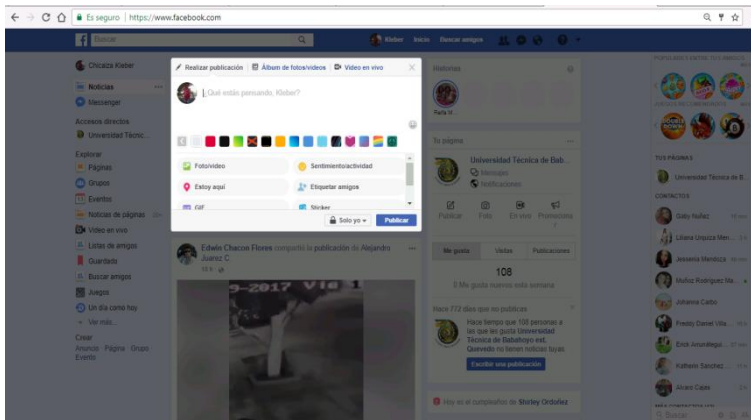 Es seguro | https://www.facebook.com
Buscar
Kleber Inicio Buscar amigos
Chicaiza Kleber
Noticias
Messenger
Accesos directos
Universidad Técnic...
Explorar
Páginas
Grupos
Eventos
Noticias de páginas
Video en vivo
Listas de amigos
Guardado
Buscar amigos
Juegos
Un día como hoy
Ver más...
Crear
Anuncio Página Grupo
Evento
Realizar publicación Álbum de fotos/videos Video en vivo
¿Qué estás pensando, Kleber?
Foto/video Sentimiento/actividad
Estoy aquí Etiquetar amigos
GIF Sticker
Solo yo Publicar
Edwin Chacon Flores compartió la publicación de Alejandro
Juarez C.
9-2017
Historias
Tu página
Universidad Técnica de Bab...
Mensajes
Notificaciones
Publicar Foto En vivo Promociona
r
Me gusta Visitas Publicaciones
108
0 Me gusta nuevos esta semana
Hace 773 días que no publicas
Hace tiempo que 108 personas a
las que les gusta Universidad
Técnica de Babahoyo ext.
Quevedo no tienen noticias tuyas.
Escribir una publicación
Hoy es el cumpleaños de Shirley Ordoñez
TUS PÁGINAS
Universidad Técnica de B...
CONTACTOS
Gaby Nuñez
Liliana Unjuzza Men...
Jessenia Mendoza
Muñoz Rodriguez Ma...
Johanna Carbo
Freddy Daniel Villa...
Erick Arrunategui...
Katherin Sanchez
Alvaro Cajas
Buscar